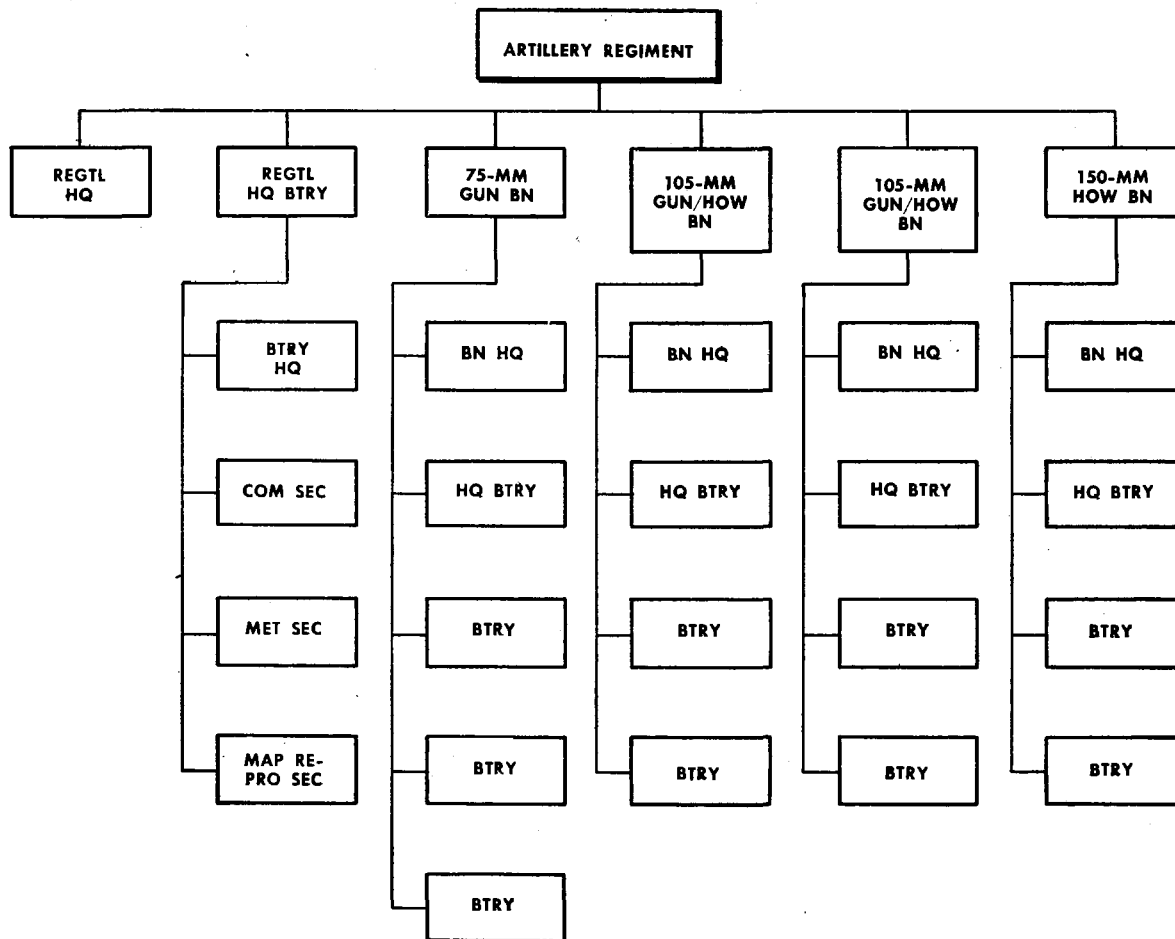 ARTILLERY REGIMENT
REGTL
HQ
REGTL
HQ BTRY
75-MM
GUN BN
105-MM
GUN/HOW
BN
105-MM
GUN/HOW
BN
150-MM
HOW BN
BTRY
HQ
BN HQ
BN HQ
BN HQ
BN HQ
COM SEC
HQ BTRY
HQ BTRY
HQ BTRY
HQ BTRY
MET SEC
BTRY
BTRY
BTRY
BTRY
MAP RE-
PRO SEC
BTRY
BTRY
BTRY
BTRY
BTRY